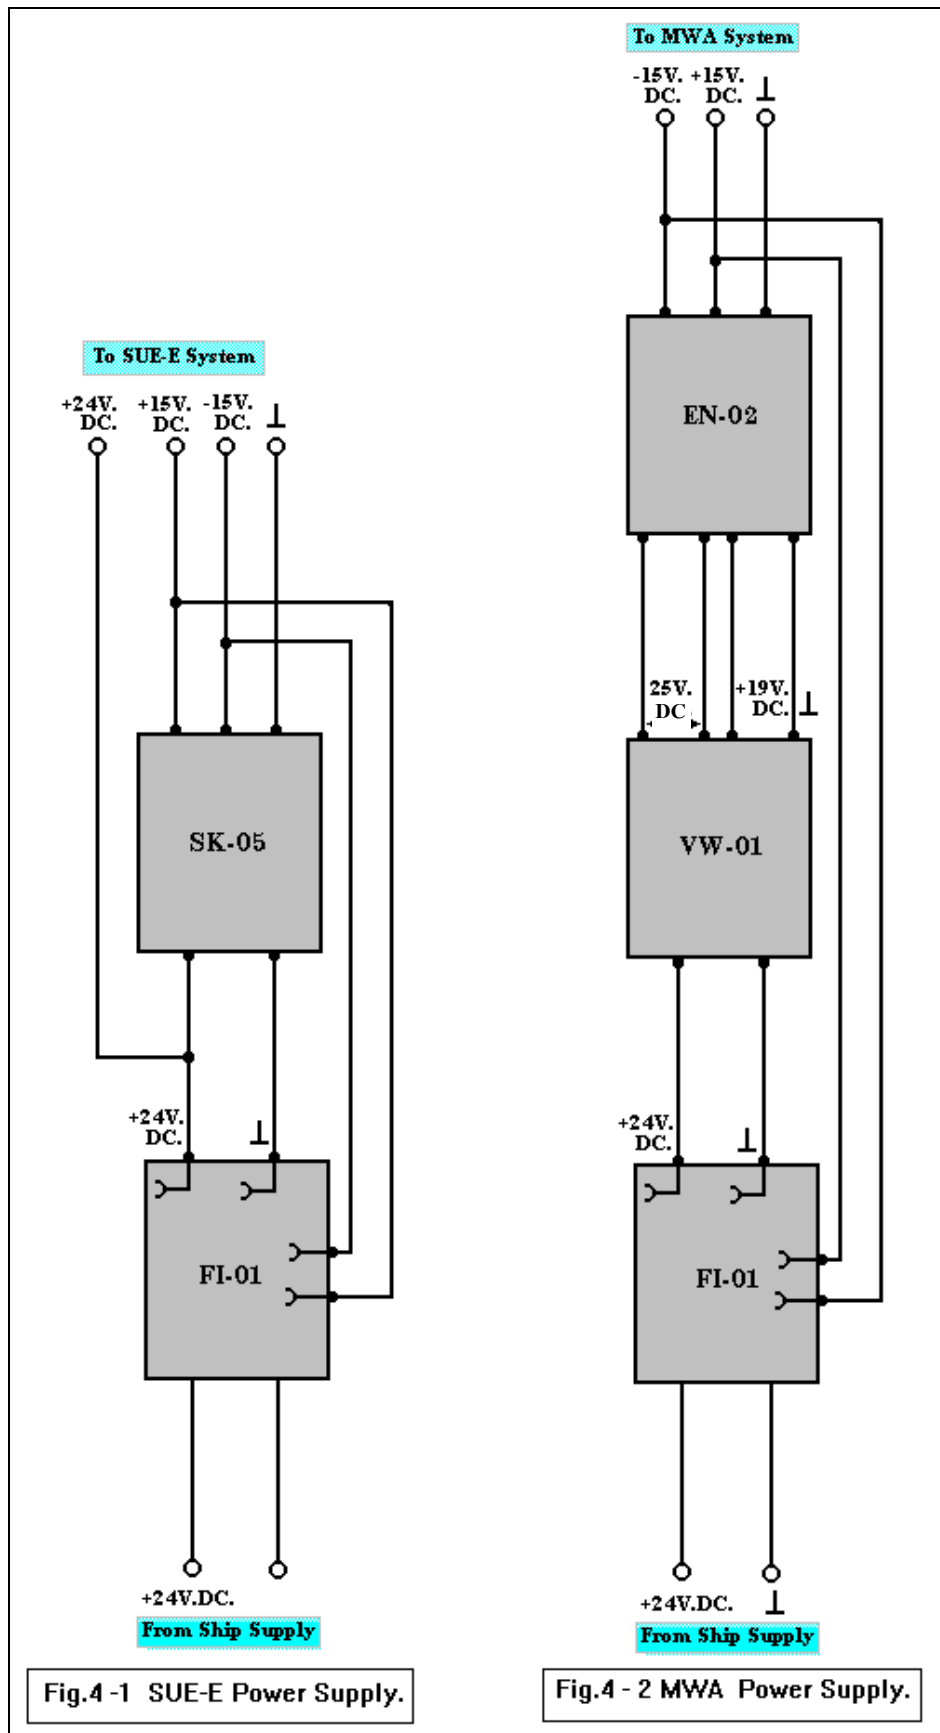 To MWA System
-15V. +15V.
DC. DC. ⊥
EN-02
25V. +19V.
DC DC. ⊥
VW-01
+24V.
DC. ⊥
FI-01
+24V.DC. ⊥
From Ship Supply
Fig.4 - 2 MWA Power Supply.
To SUE-E System
+24V. +15V. -15V.
DC. DC. DC. ⊥
SK-05
+24V.
DC. ⊥
FI-01
+24V.DC.
From Ship Supply
Fig.4 -1 SUE-E Power Supply.